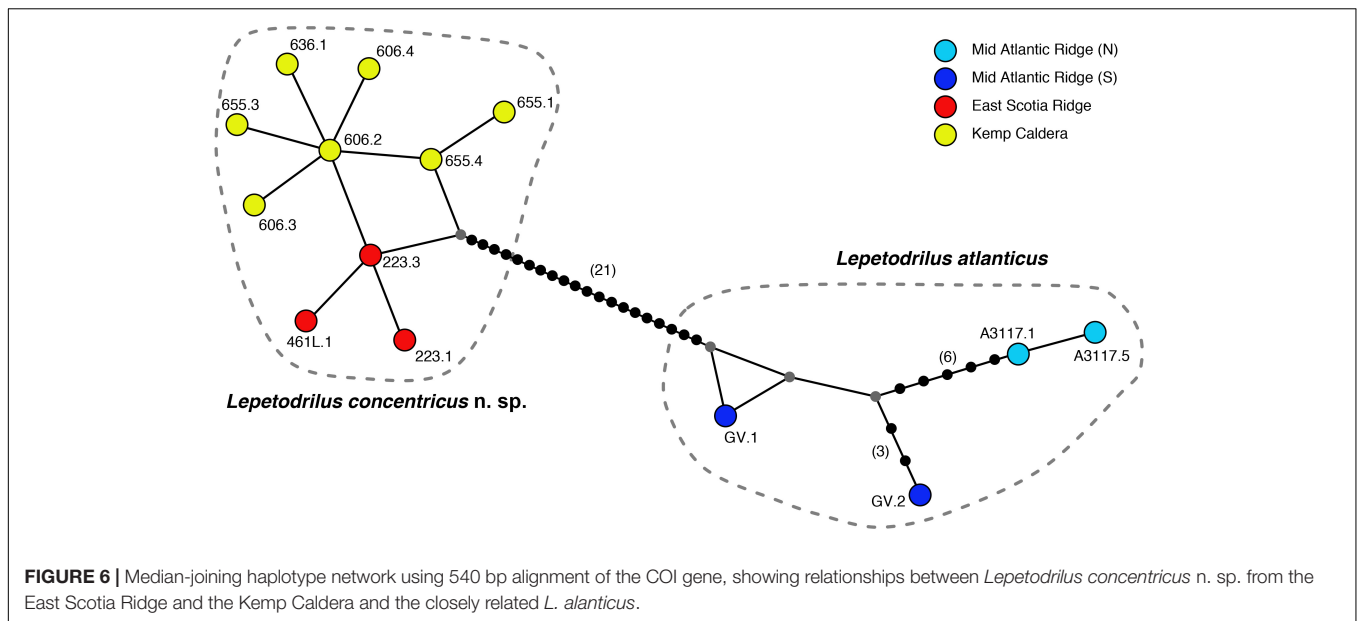 636.1
606.4
655.3
655.1
606.2
655.4
606.3
223.3
461L.1
223.1
Lepetodrilus concentricus n. sp.
(21)
Mid Atlantic Ridge (N)
Mid Atlantic Ridge (S)
East Scotia Ridge
Kemp Caldera
Lepetodrilus atlanticus
A3117.1
A3117.5
(6)
GV.1
(3)
GV.2
FIGURE 6 | Median-joining haplotype network using 540 bp alignment of the COI gene, showing relationships between Lepetodrilus concentricus n. sp. from the
East Scotia Ridge and the Kemp Caldera and the closely related L. alanticus.